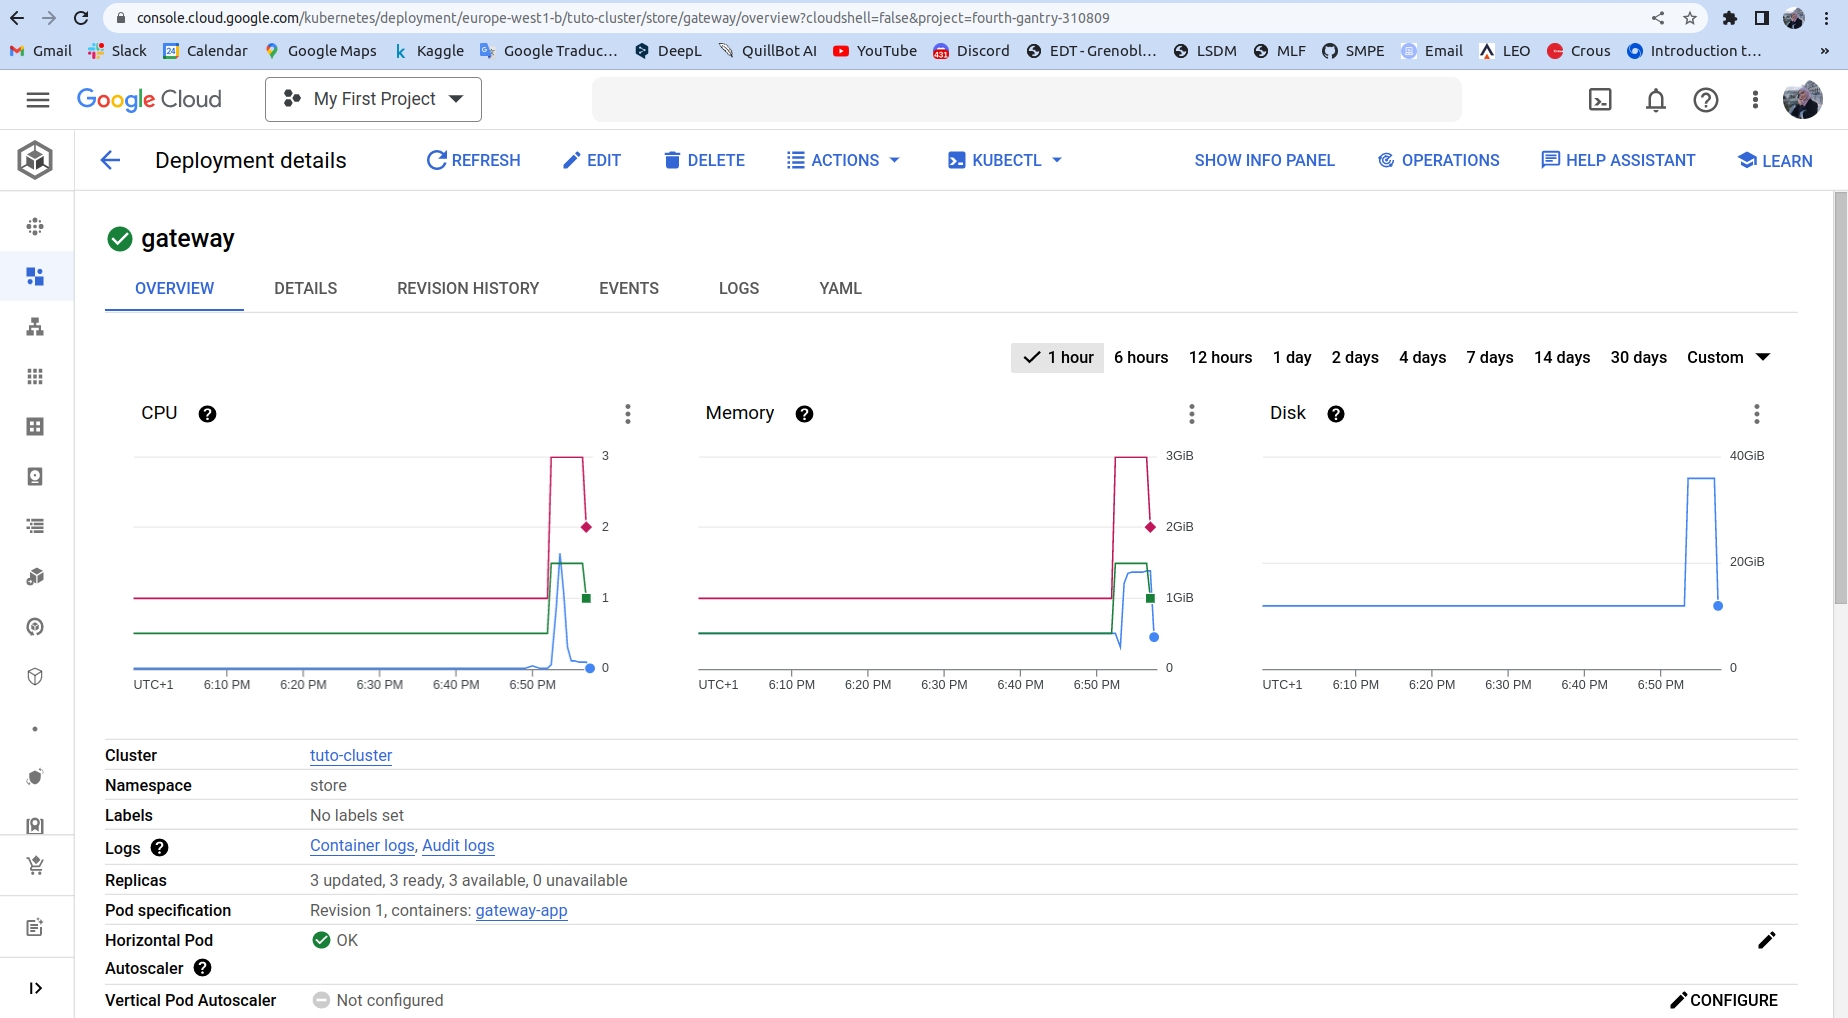 console.cloud.google.com/kubernetes/deployment/europe-west1-b/tuto-cluster/store/gateway/overview?cloudshell=false&project=fourth-gantry-310809
Gmail Slack 24 Calendar Google Maps Kaggle Google Traduc... DeepL QuillBot AI YouTube 431 Discord EDT - Grenobl... LSDM MLF SMPE Email LEO Crous Introduction t... »
Google Cloud My First Project
Deployment details REFRESH EDIT DELETE ACTIONS KUBECTL SHOW INFO PANEL OPERATIONS HELP ASSISTANT LEARN
gateway
OVERVIEW DETAILS REVISION HISTORY EVENTS LOGS YAML
1 hour 6 hours 12 hours 1 day 2 days 4 days 7 days 14 days 30 days Custom
CPU ?
3
2
1
0
UTC+1 6:10 PM 6:20 PM 6:30 PM 6:40 PM 6:50 PM
Memory ?
3GiB
2GiB
1GiB
0
UTC+1 6:10 PM 6:20 PM 6:30 PM 6:40 PM 6:50 PM
Disk ?
40GiB
20GiB
0
UTC+1 6:10 PM 6:20 PM 6:30 PM 6:40 PM 6:50 PM
Cluster tuto-cluster
Namespace store
Labels No labels set
Logs ? Container logs, Audit logs
Replicas 3 updated, 3 ready, 3 available, 0 unavailable
Pod specification Revision 1, containers: gateway-app
Horizontal Pod OK
Autoscaler ?
Vertical Pod Autoscaler Not configured CONFIGURE